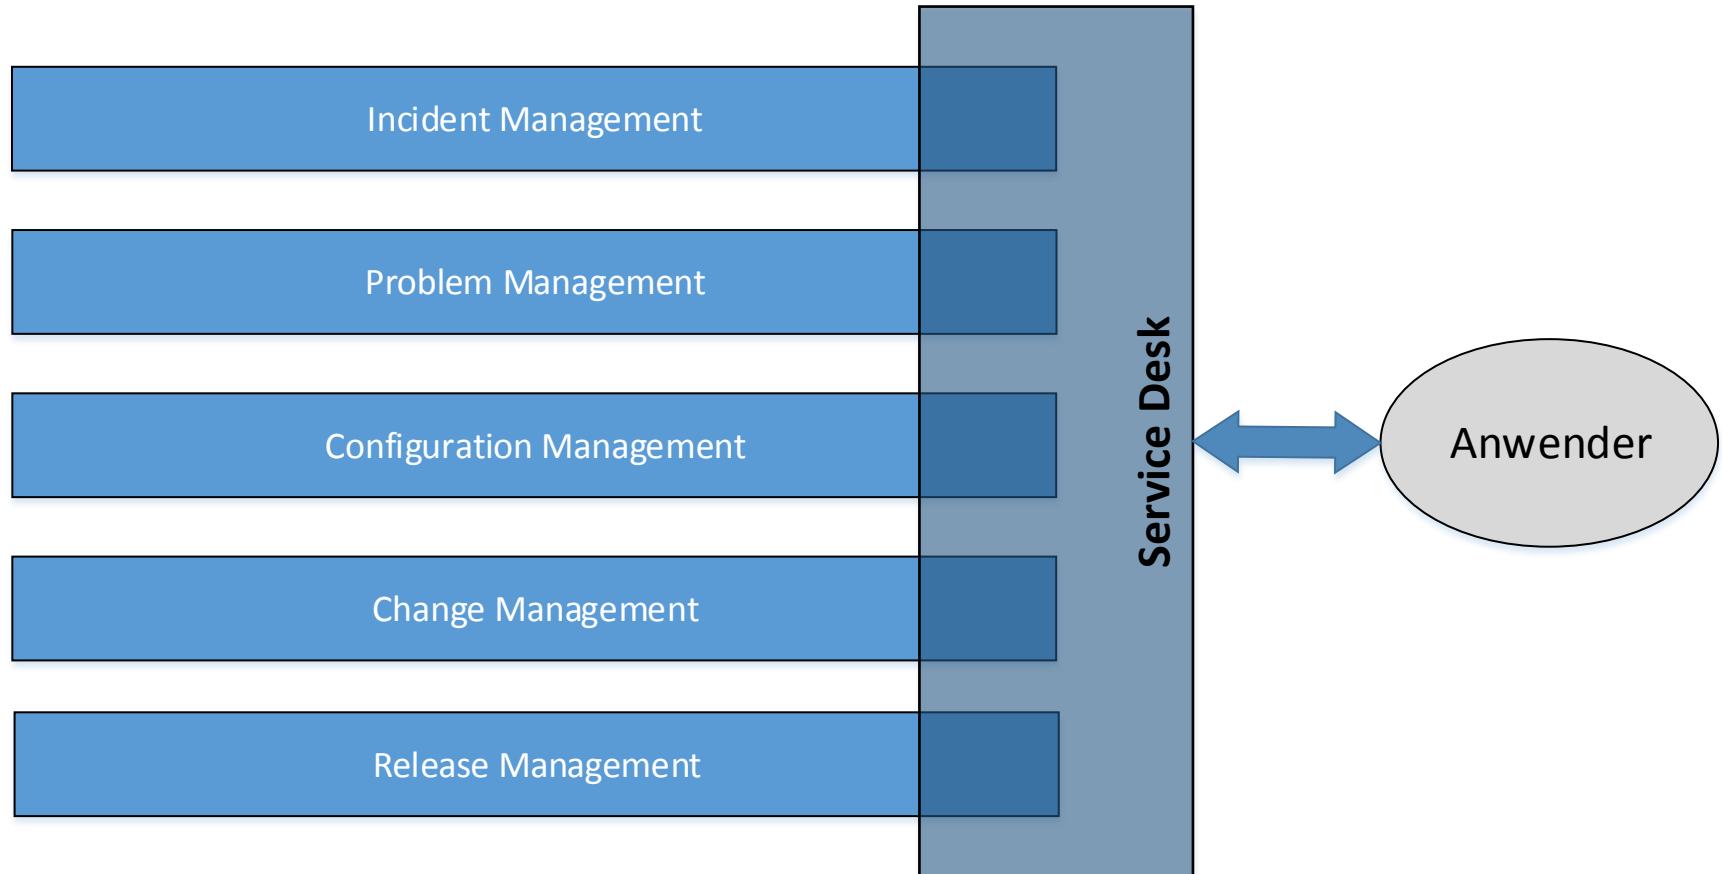 Incident Management
Problem Management
Configuration Management
Change Management
Release Management
Service Desk
Anwender